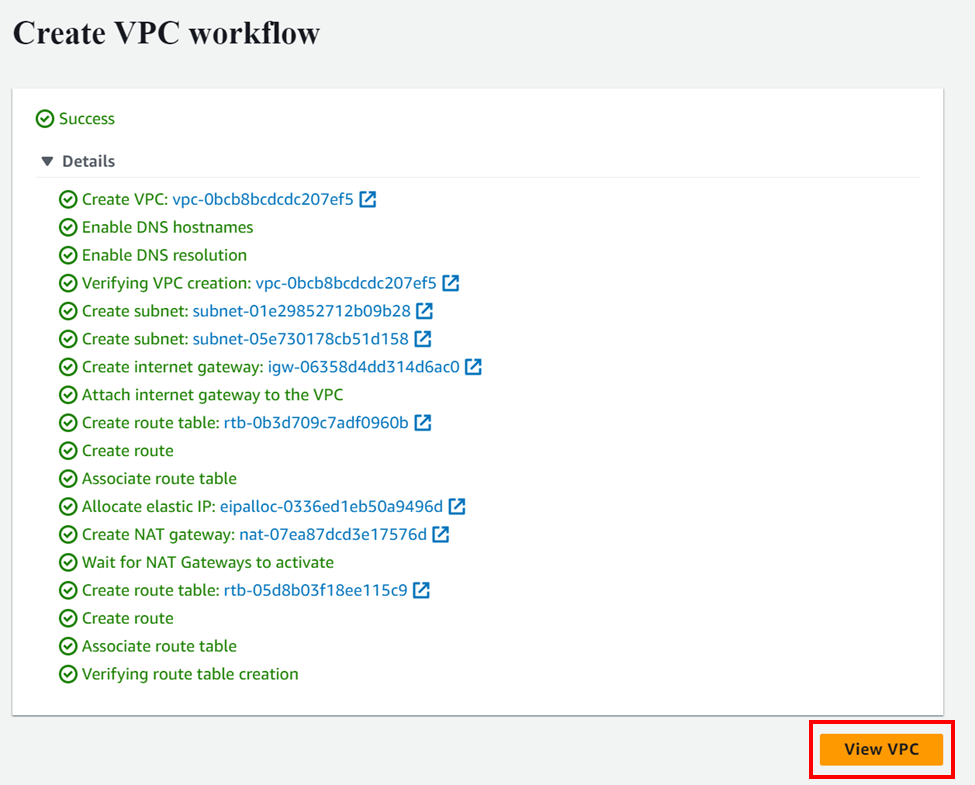 Create VPC workflow
Success
Details
Create VPC: vpc-0bcb8bcdcdc207ef5
Enable DNS hostnames
Enable DNS resolution
Verifying VPC creation: vpc-0bcb8bcdcdc207ef5
Create subnet: subnet-01e29852712b09b28
Create subnet: subnet-05e730178cb51d158
Create internet gateway: igw-06358d4dd314d6ac0
Attach internet gateway to the VPC
Create route table: rtb-0b3d709c7adf0960b
Create route
Associate route table
Allocate elastic IP: eipalloc-0336ed1eb50a9496d
Create NAT gateway: nat-07ea87dcd3e17576d
Wait for NAT Gateways to activate
Create route table: rtb-05d8b03f18ee115c9
Create route
Associate route table
Verifying route table creation
View VPC